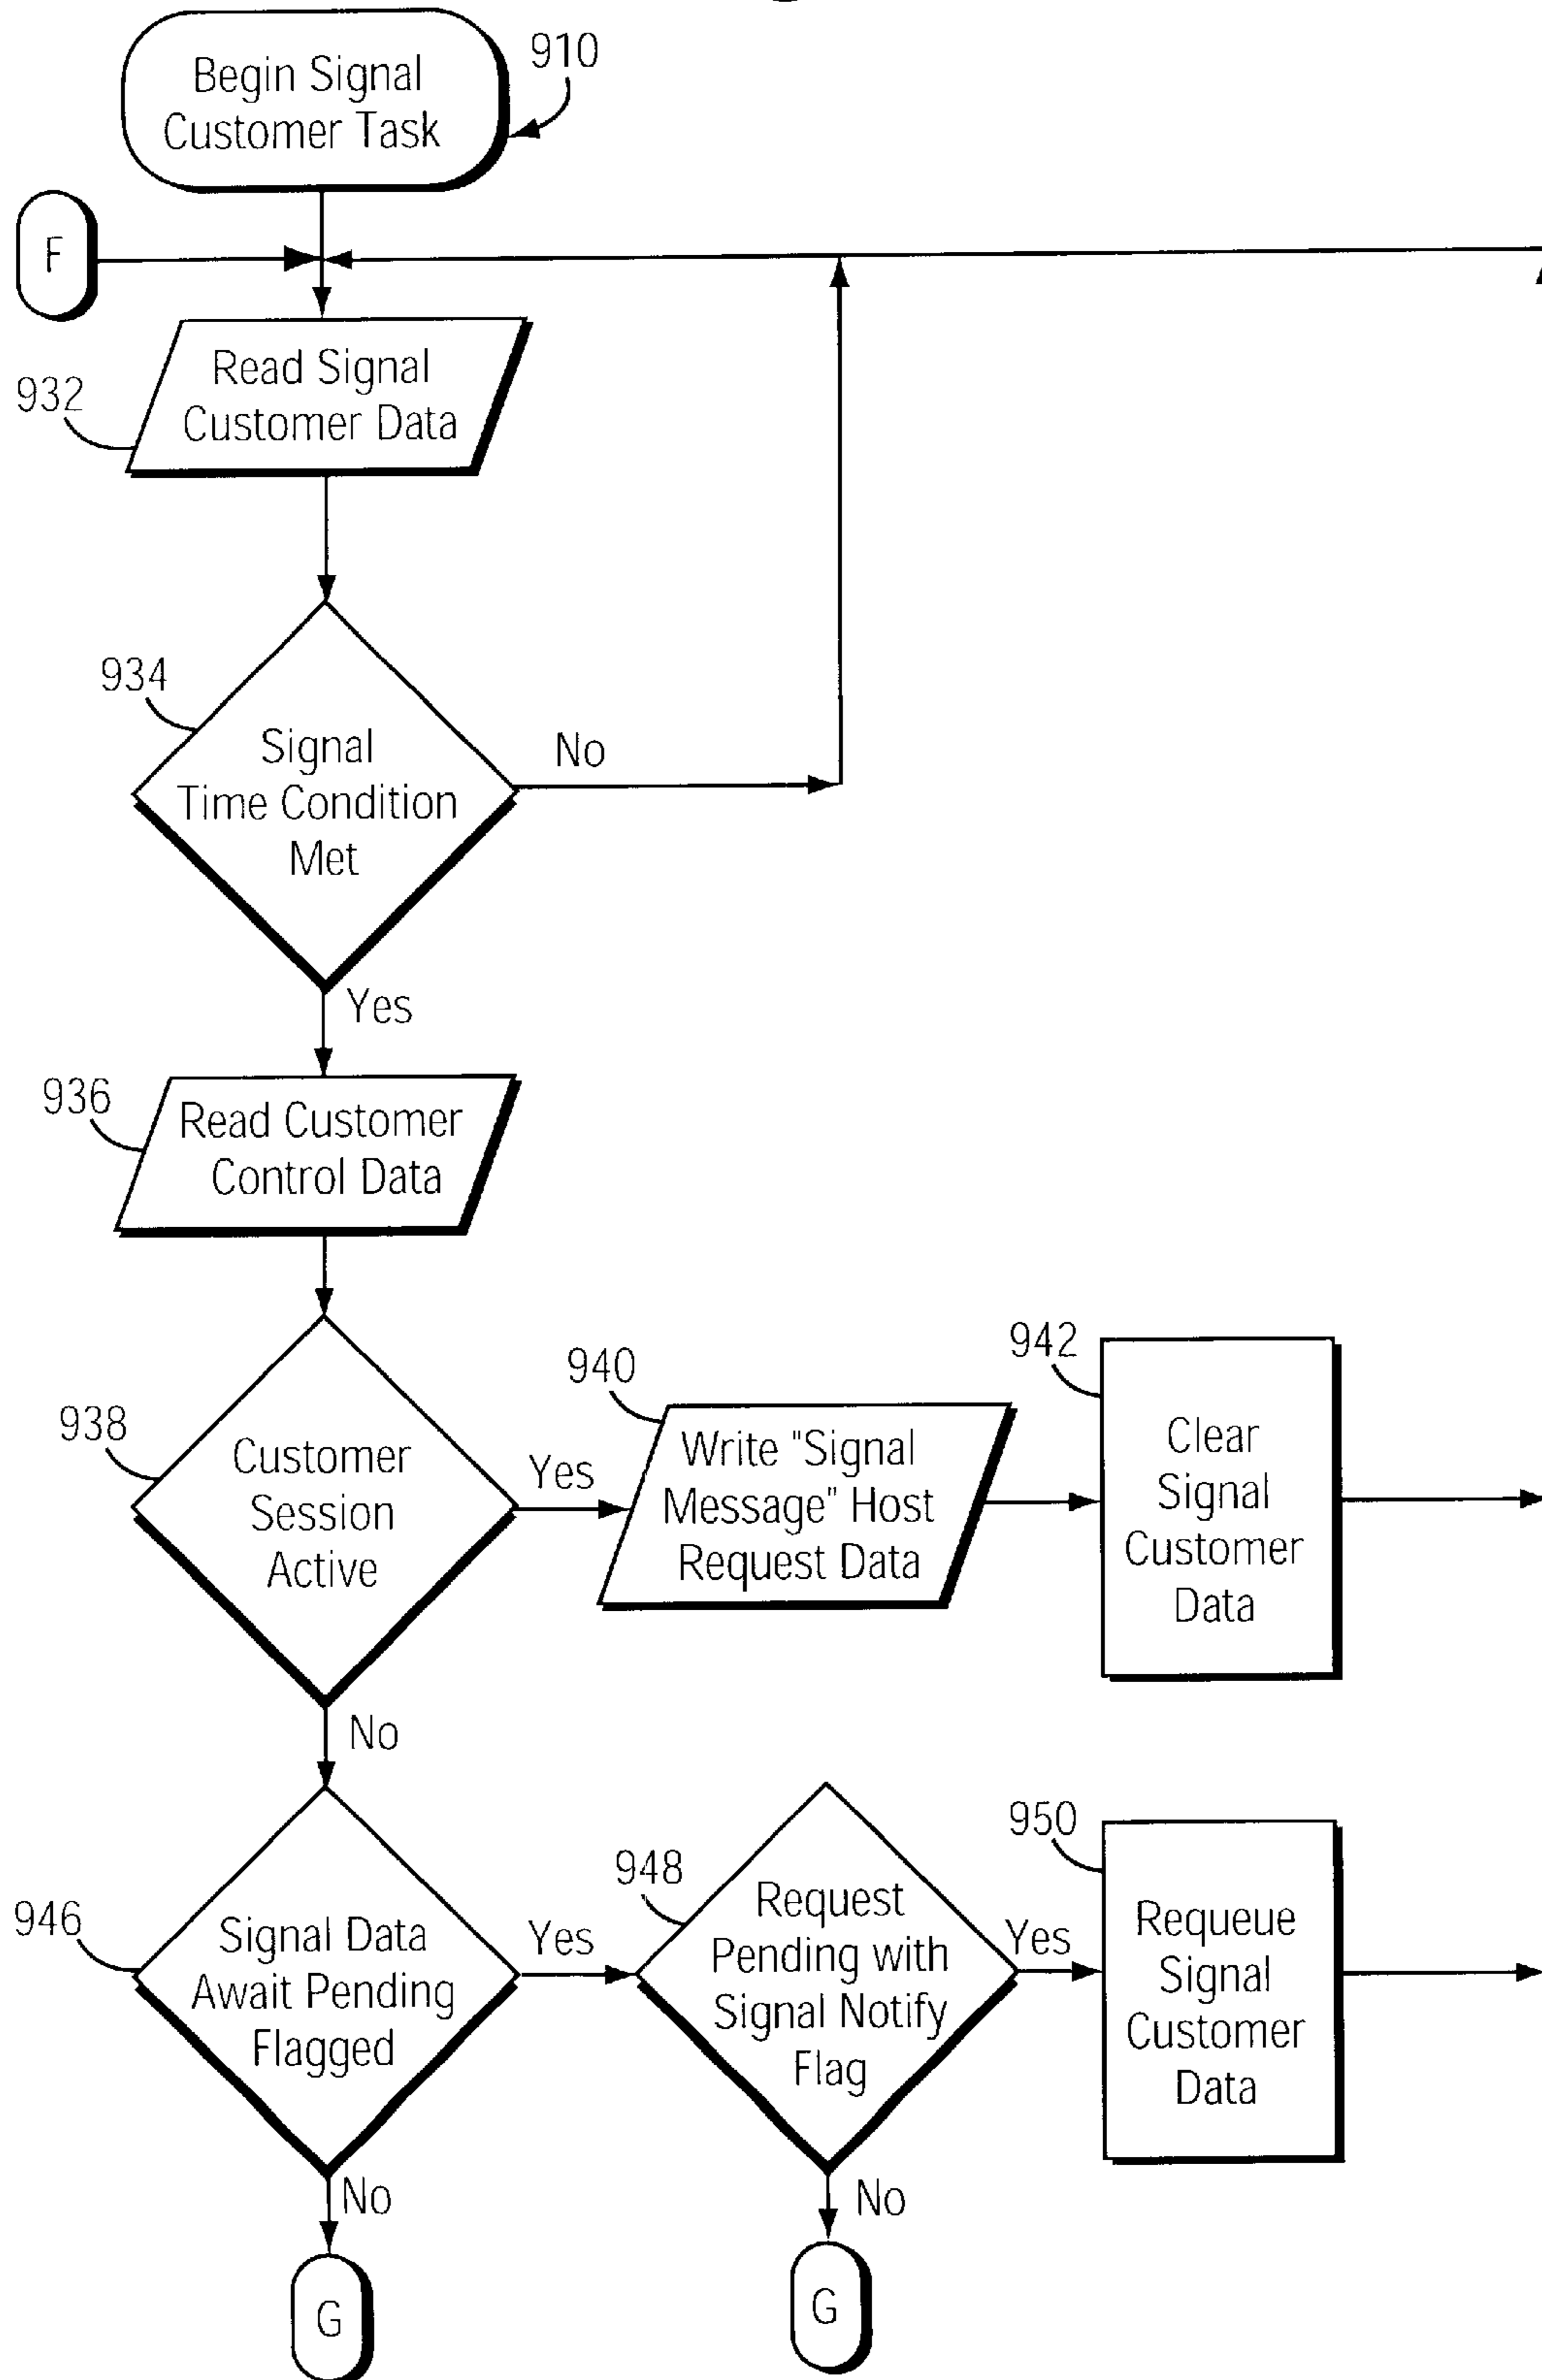 Begin Signal
Customer Task
910
F
Read Signal
Customer Data
932
934
Signal
Time Condition
Met
No
Yes
936
Read Customer
Control Data
938
Customer
Session
Active
Yes
940
Write "Signal
Message" Host
Request Data
942
Clear
Signal
Customer
Data
No
946
Signal Data
Await Pending
Flagged
Yes
948
Request
Pending with
Signal Notify
Flag
Yes
950
Requeue
Signal
Customer
Data
No
G
No
G